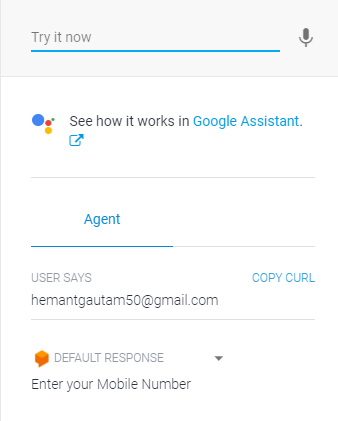 Try it now
See how it works in Google Assistant.
Agent
USER SAYS COPY CURL
hemantgautam50@gmail.com
DEFAULT RESPONSE
Enter your Mobile Number